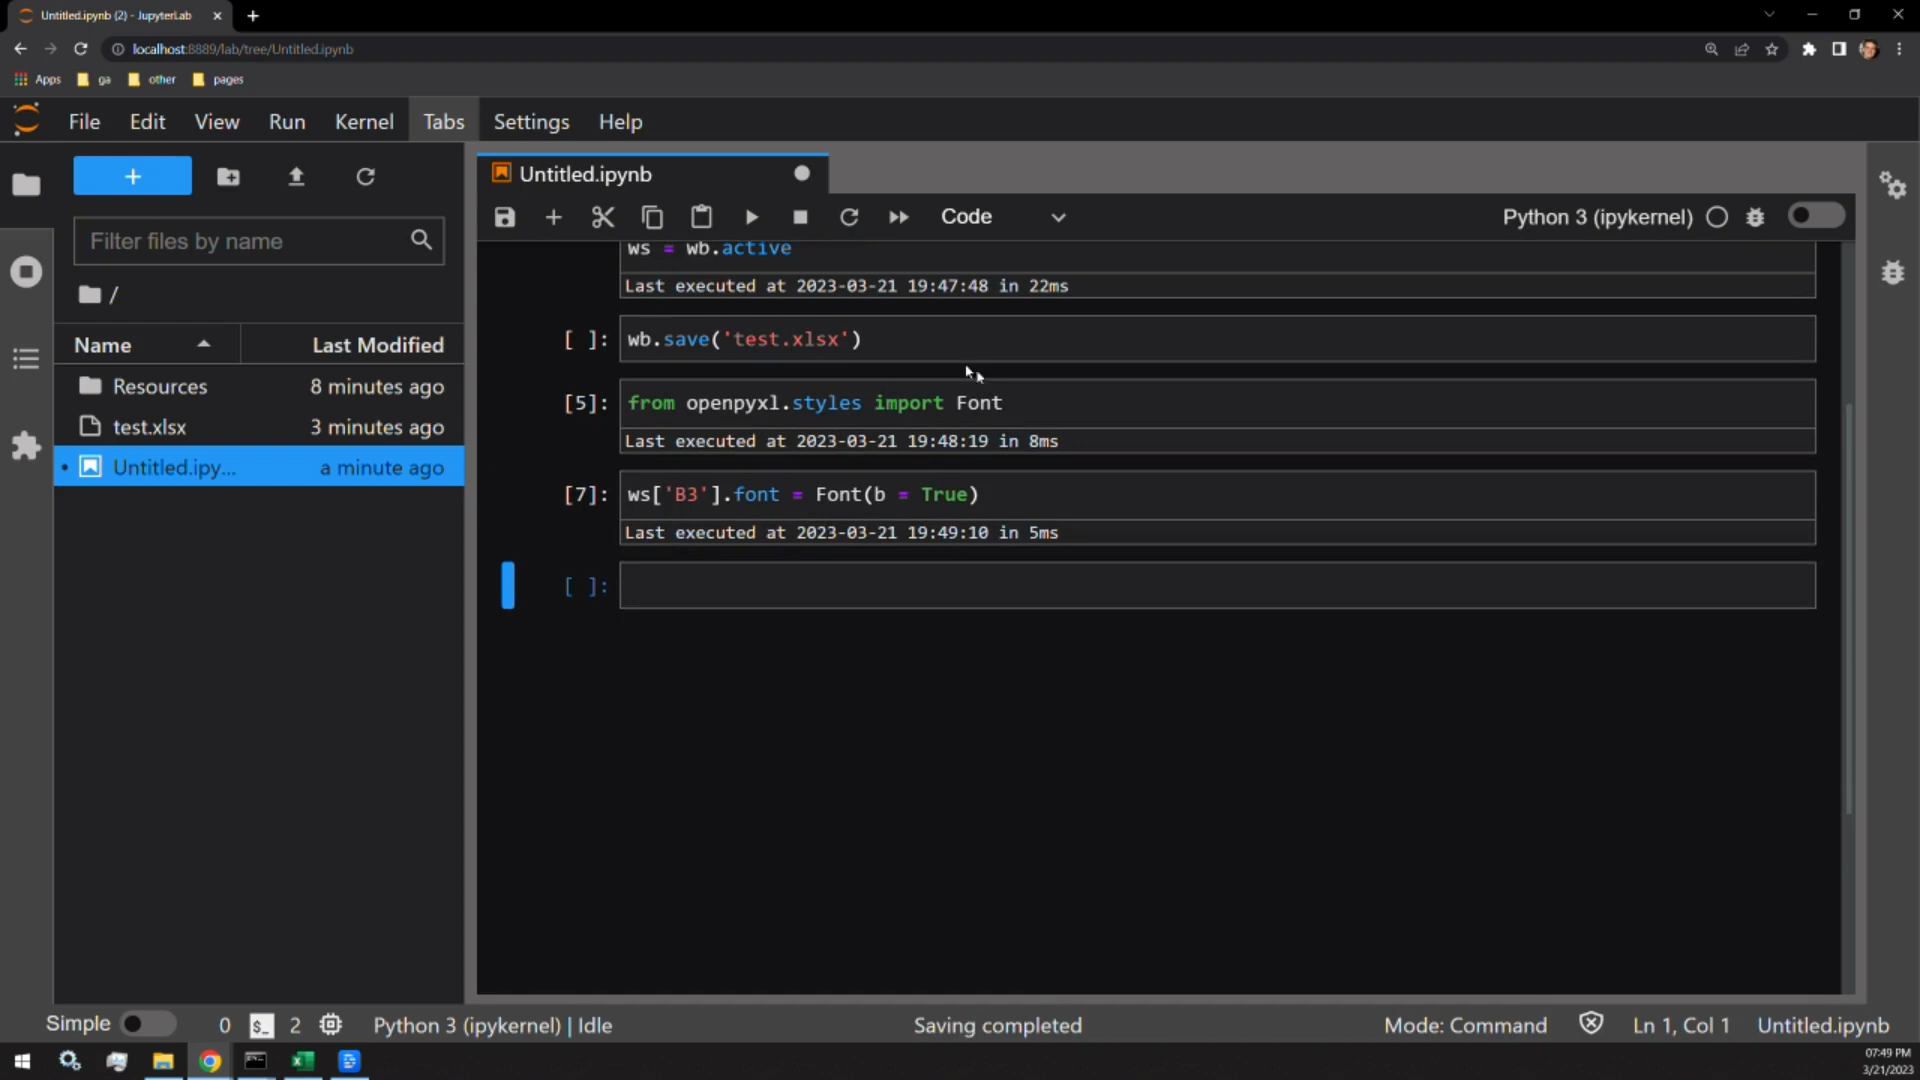 Untitled.ipynb (2) - JupyterLab
localhost:8889/lab/tree/Untitled.ipynb
Apps ga other pages
File Edit View Run Kernel Tabs Settings Help
Untitled.ipynb
Filter files by name
Code
Python 3 (ipykernel)
/
Name Last Modified
Resources 8 minutes ago
test.xlsx 3 minutes ago
Untitled.ipy... a minute ago
ws = wb.active
Last executed at 2023-03-21 19:47:48 in 22ms
[ ]: wb.save('test.xlsx')
[5]: from openpyxl.styles import Font
Last executed at 2023-03-21 19:48:19 in 8ms
[7]: ws['B3'].font = Font(b = True)
Last executed at 2023-03-21 19:49:10 in 5ms
[ ]:
Simple 0 $_ 2 Python 3 (ipykernel) | Idle Saving completed Mode: Command Ln 1, Col 1 Untitled.ipynb
07:49 PM
3/21/2023